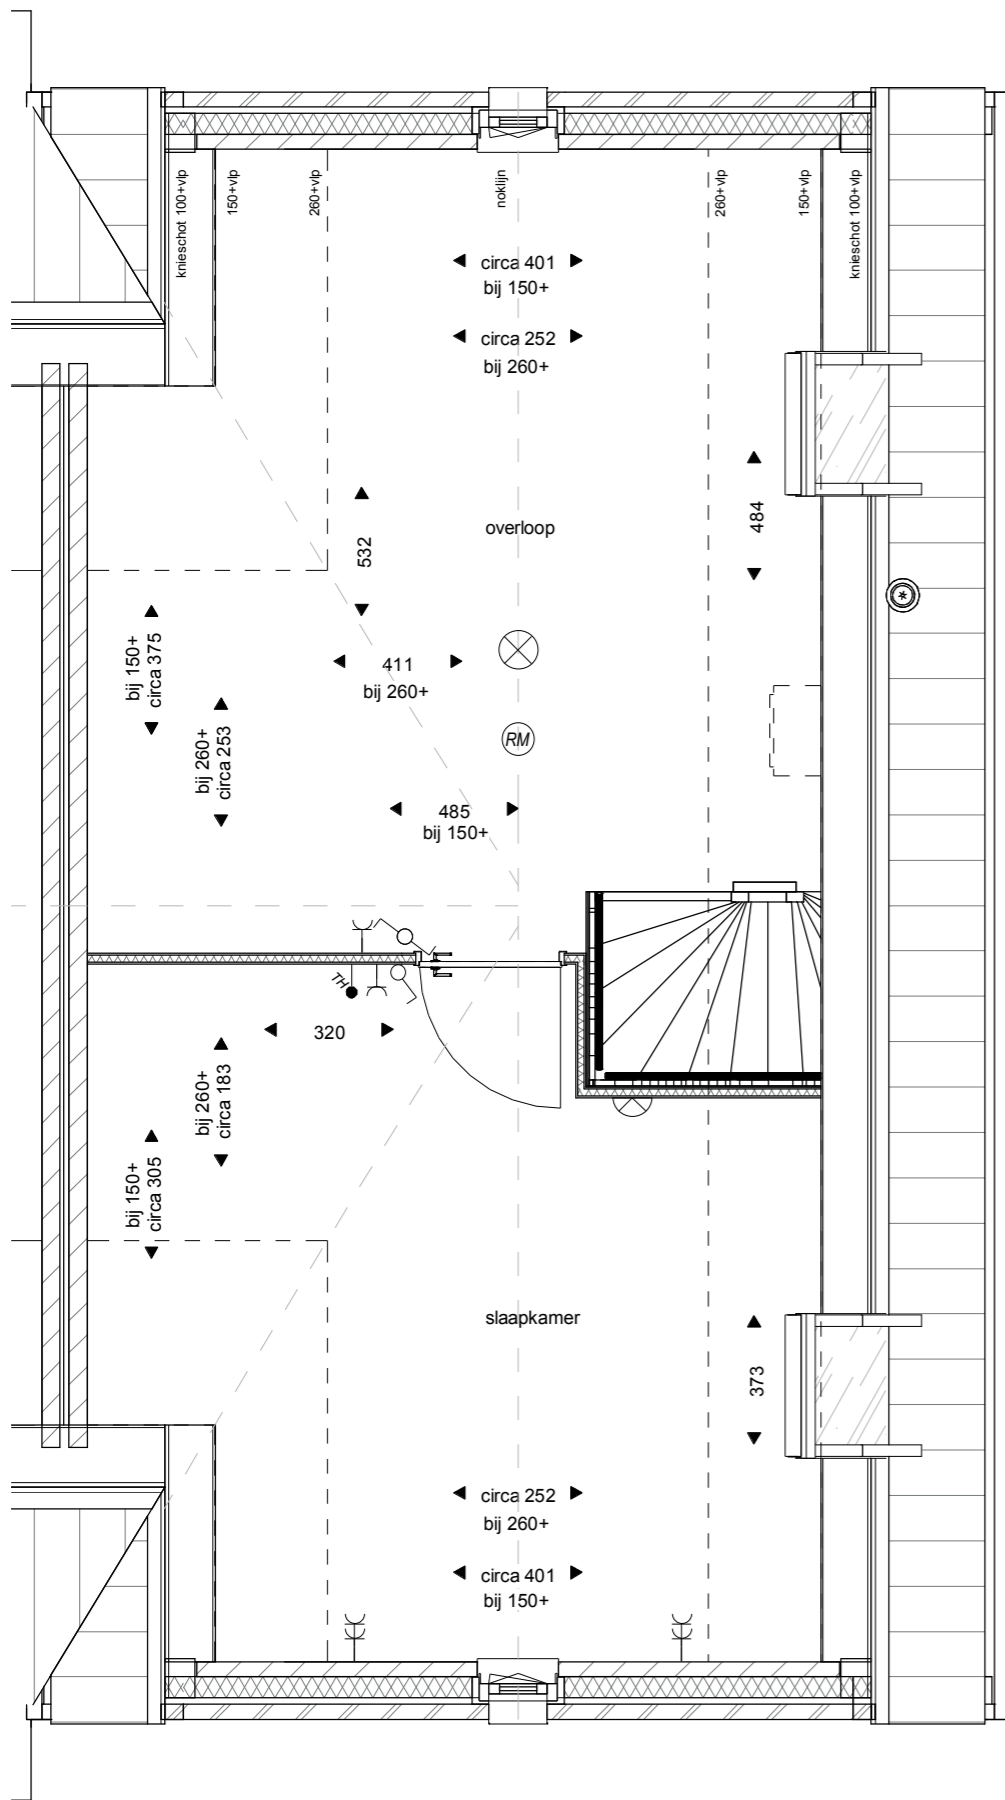 knieschot 100+vlp
150+vlp
260+vlp
noklijn
260+vlp
150+vlp
knieschot 100+vlp
circa 401
bij 150+
circa 252
bij 260+
484
overloop
532
bij 150+
circa 375
411
bij 260+
bij 260+
circa 253
RM
485
bij 150+
TH
320
bij 260+
circa 183
bij 150+
circa 305
slaapkamer
373
circa 252
bij 260+
circa 401
bij 150+